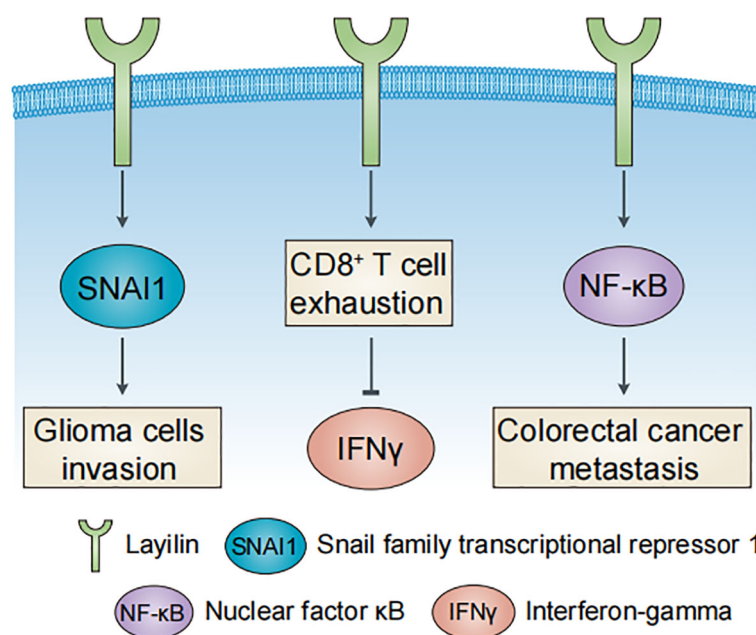 SNAI1
CD8⁺ T cell
exhaustion
NF-κB
Glioma cells
invasion
IFNγ
Colorectal cancer
metastasis
Layilin
SNAI1
Snail family transcriptional repressor 1
NF-κB
Nuclear factor κB
IFNγ
Interferon-gamma